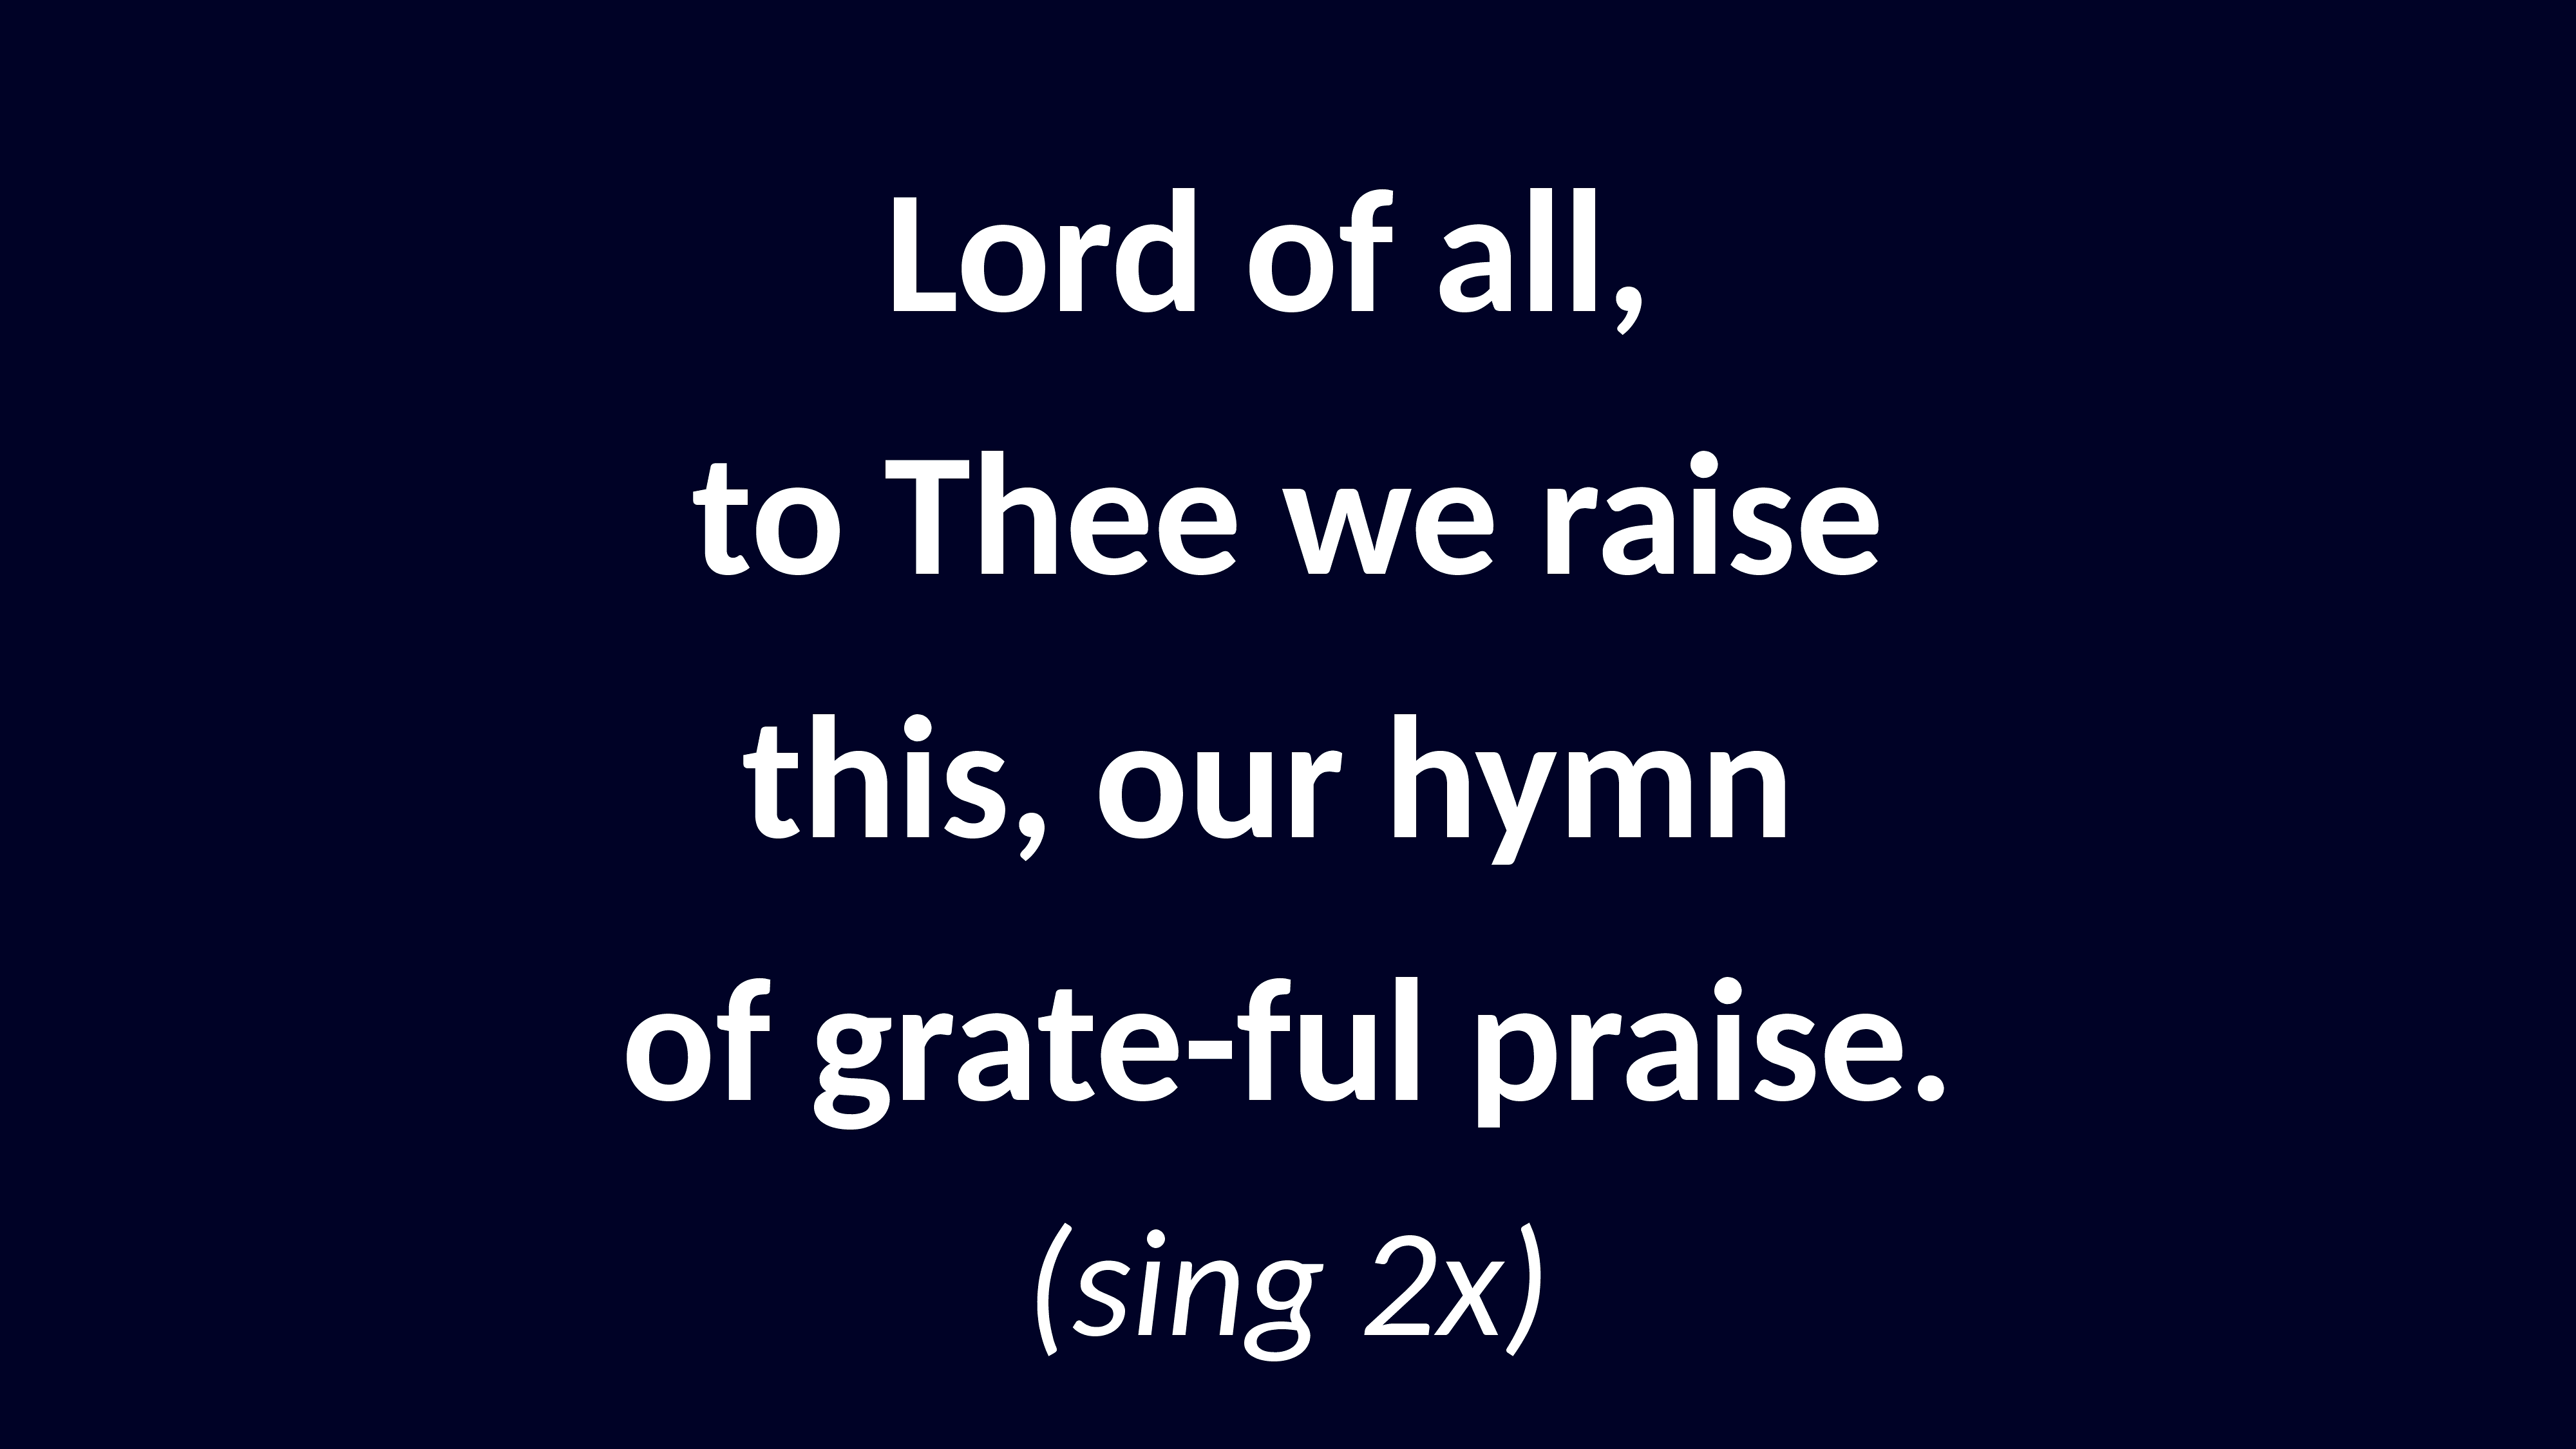 Lord of all,
to Thee we raise
this, our hymn
of grate-ful praise.
(sing 2x)